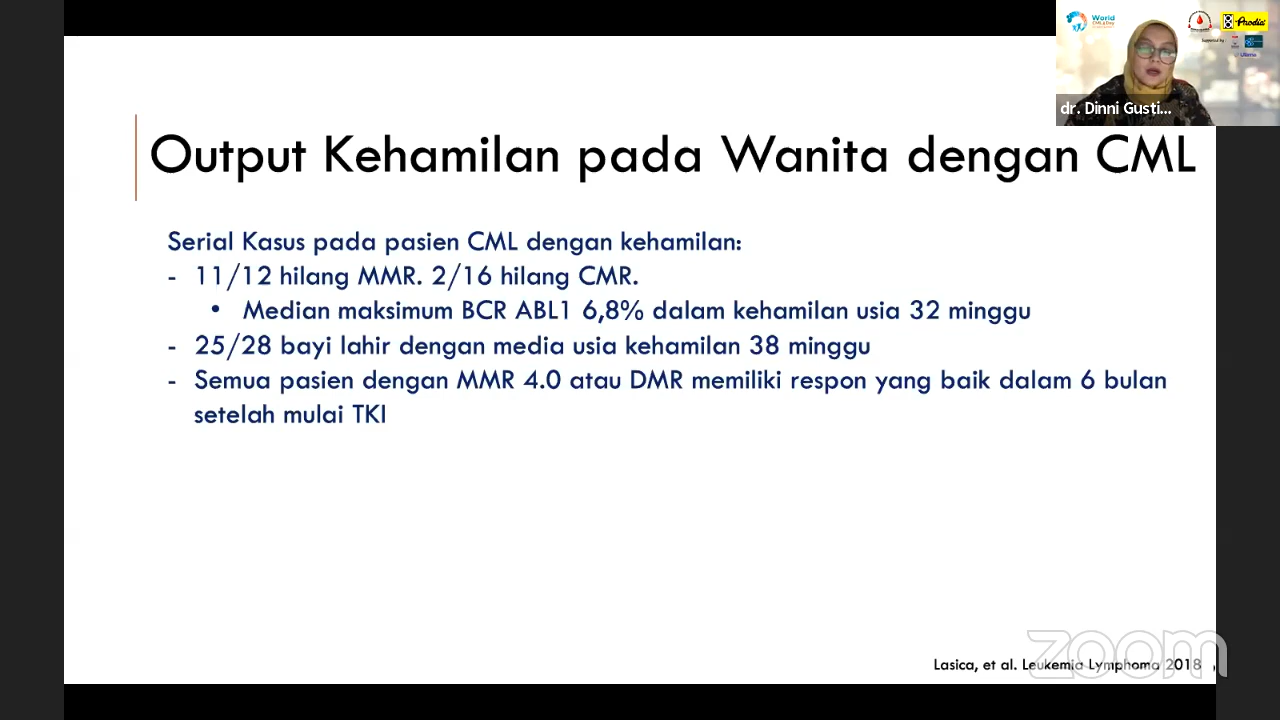 World
CML Day
Prodia
Supported by
dr. Dinni Gusti...
Output Kehamilan pada Wanita dengan CML
Serial Kasus pada pasien CML dengan kehamilan:
- 11/12 hilang MMR. 2/16 hilang CMR.
• Median maksimum BCR ABL1 6,8% dalam kehamilan usia 32 minggu
- 25/28 bayi lahir dengan media usia kehamilan 38 minggu
- Semua pasien dengan MMR 4.0 atau DMR memiliki respon yang baik dalam 6 bulan
setelah mulai TKI
Lasica, et al. Leukemia Lymphoma 2018
zoom